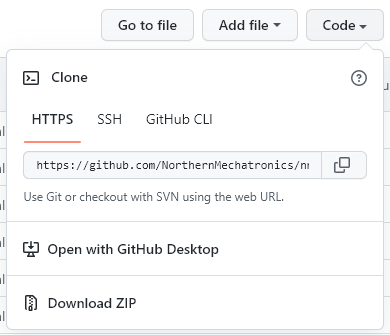 Go to file
Add file
Code
Clone
HTTPS
SSH
GitHub CLI
https://github.com/NorthernMechatronics/
Use Git or checkout with SVN using the web URL.
Open with GitHub Desktop
Download ZIP